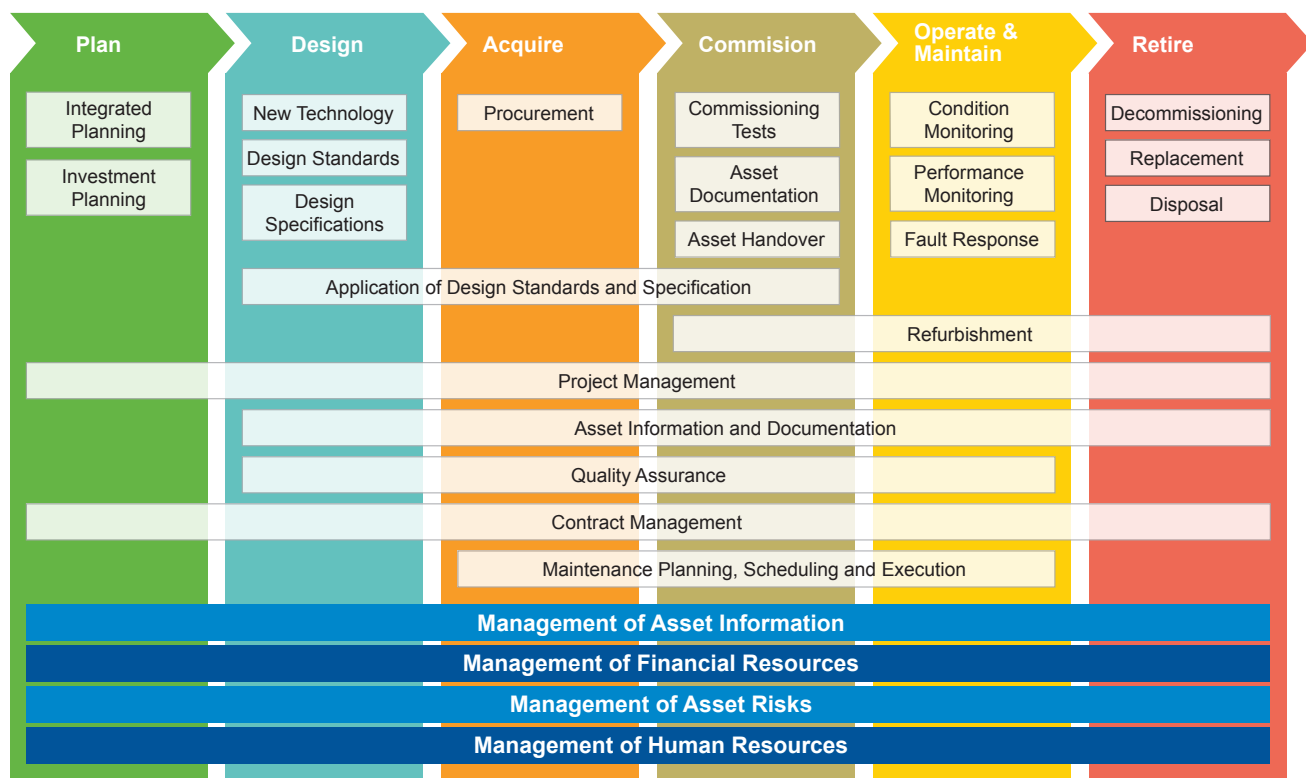 Plan
Design
Acquire
Commision
Operate &
Maintain
Retire
Integrated
Planning
Investment
Planning
New Technology
Design Standards
Design
Specifications
Procurement
Commissioning
Tests
Asset
Documentation
Asset Handover
Condition
Monitoring
Performance
Monitoring
Fault Response
Decommissioning
Replacement
Disposal
Application of Design Standards and Specification
Refurbishment
Project Management
Asset Information and Documentation
Quality Assurance
Contract Management
Maintenance Planning, Scheduling and Execution
Management of Asset Information
Management of Financial Resources
Management of Asset Risks
Management of Human Resources